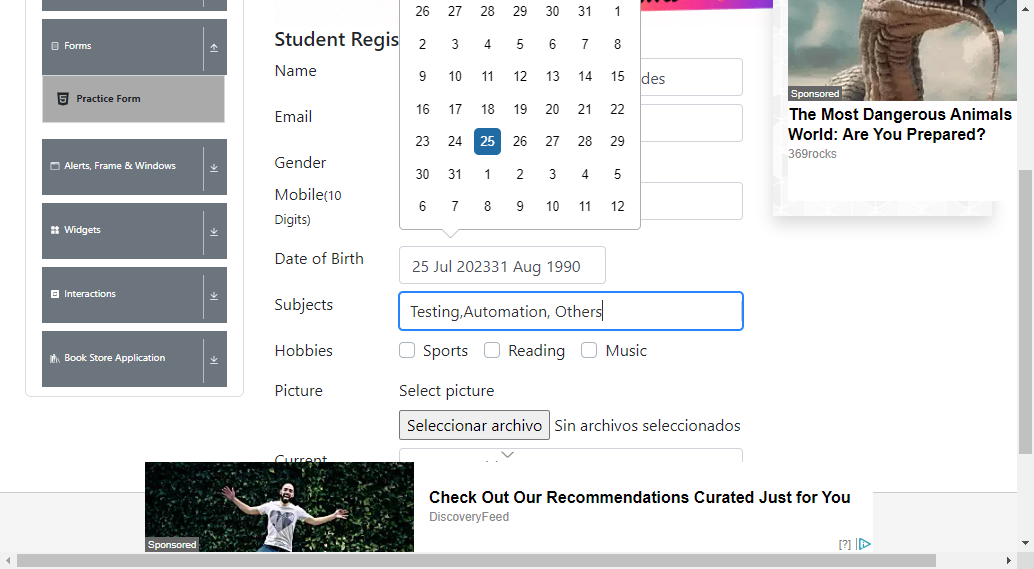 Forms
Practice Form
Alerts, Frame & Windows
Widgets
Interactions
Book Store Application
Student Regis
26 27 28 29 30 31 1
2 3 4 5 6 7 8
9 10 11 12 13 14 15
16 17 18 19 20 21 22
23 24 25 26 27 28 29
30 31 1 2 3 4 5
6 7 8 9 10 11 12
Name
des
Email
Gender
Mobile(10
Digits)
Date of Birth
25 Jul 202331 Aug 1990
Subjects
Testing,Automation, Others
Hobbies
Sports Reading Music
Picture
Select picture
Seleccionar archivo Sin archivos seleccionados
Current
Sponsored
The Most Dangerous Animals
World: Are You Prepared?
369rocks
Sponsored
Check Out Our Recommendations Curated Just for You
DiscoveryFeed
[?]